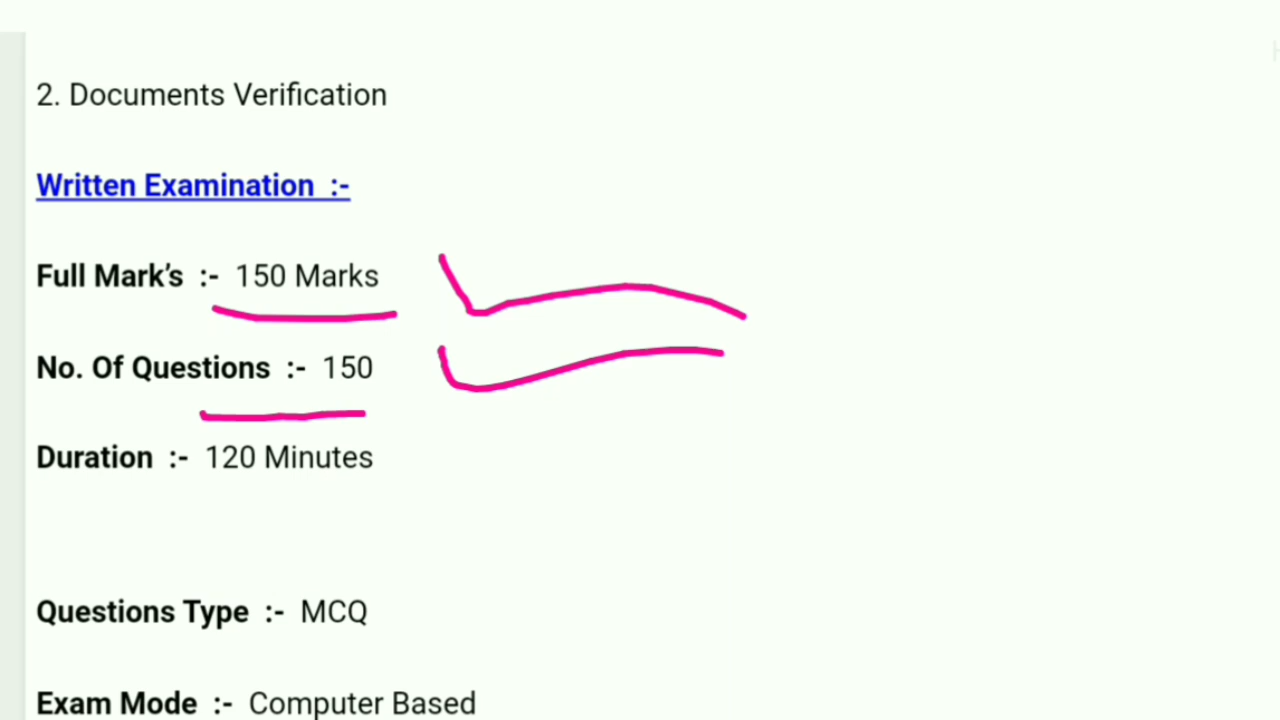 2. Documents Verification
Written Examination :-
Full Mark’s :- 150 Marks
No. Of Questions :- 150
Duration :- 120 Minutes
Questions Type :- MCQ
Exam Mode :- Computer Based